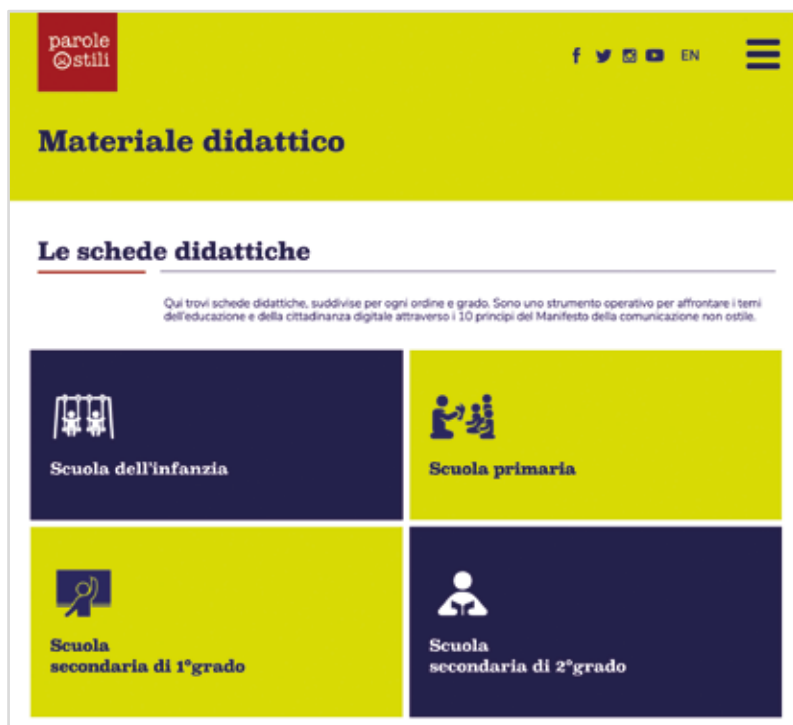 parole
Ostili
EN
Materiale didattico
Le schede didattiche
Qui trovi schede didattiche, suddivise per ogni ordine e grado. Sono uno strumento operativo per affrontare i temi
dell'educazione e della cittadinanza digitale attraverso i 10 principi del Manifesto della comunicazione non ostile.
Scuola dell'infanzia
Scuola primaria
Scuola
secondaria di 1°grado
Scuola
secondaria di 2°grado